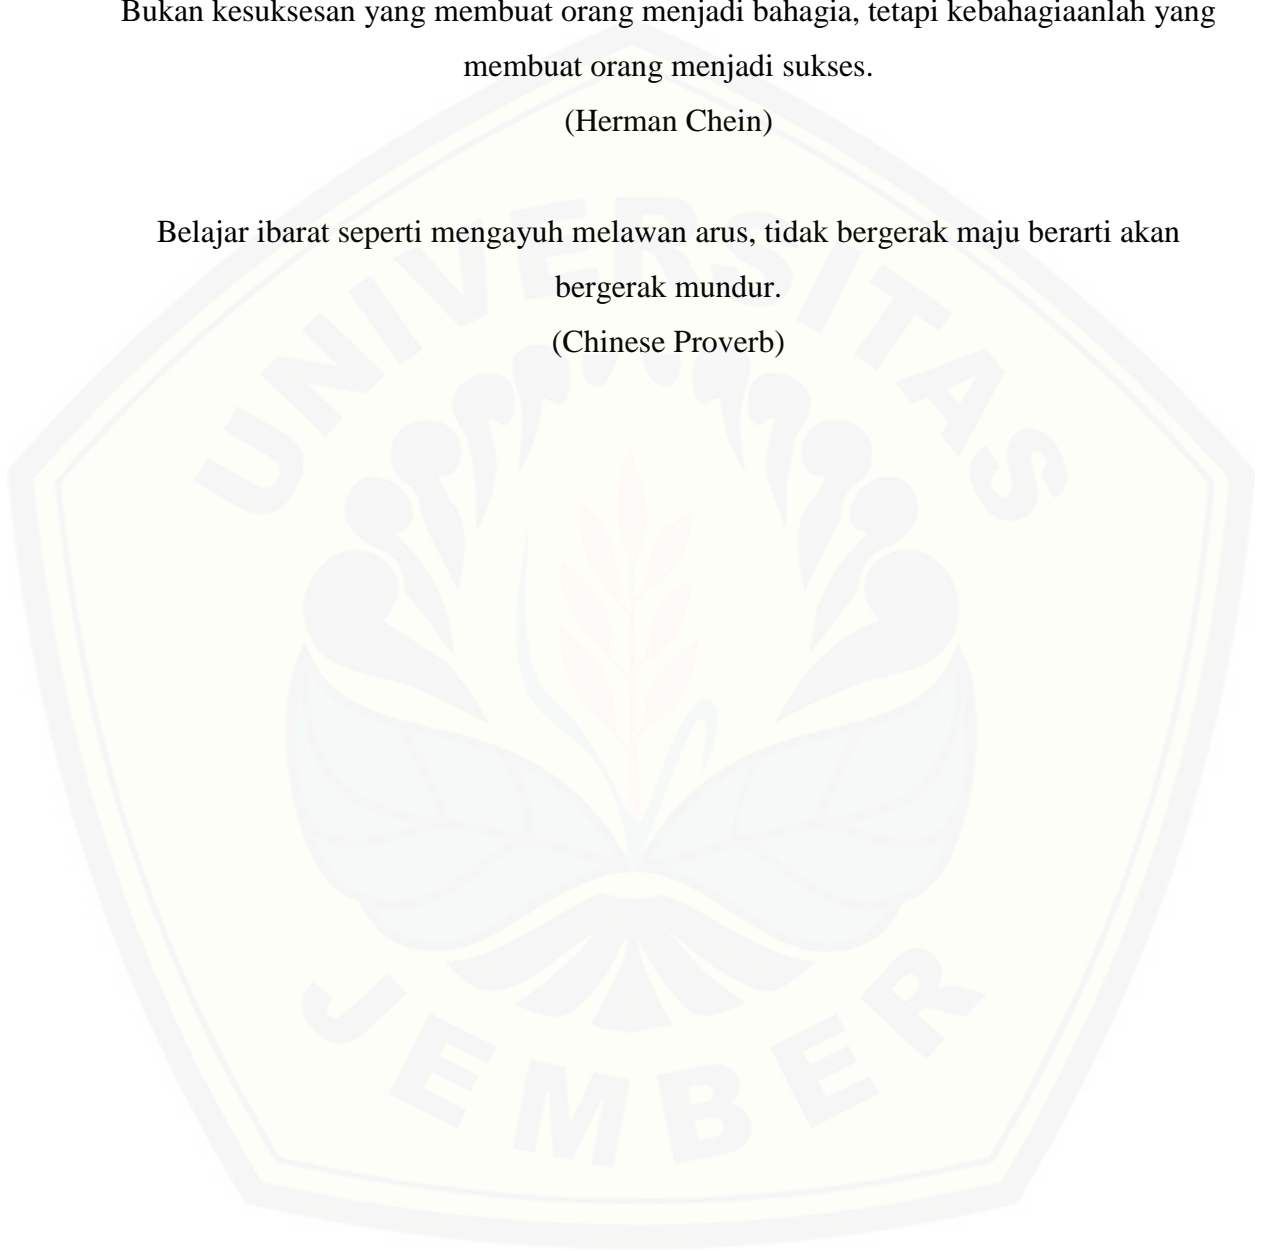 Bukan kesuksesan yang membuat orang menjadi bahagia, tetapi kebahagiaanlah yang
membuat orang menjadi sukses.
(Herman Chein)
Belajar ibarat seperti mengayuh melawan arus, tidak bergerak maju berarti akan
bergerak mundur.
(Chinese Proverb)
UNIVERSITAS
JEMBER